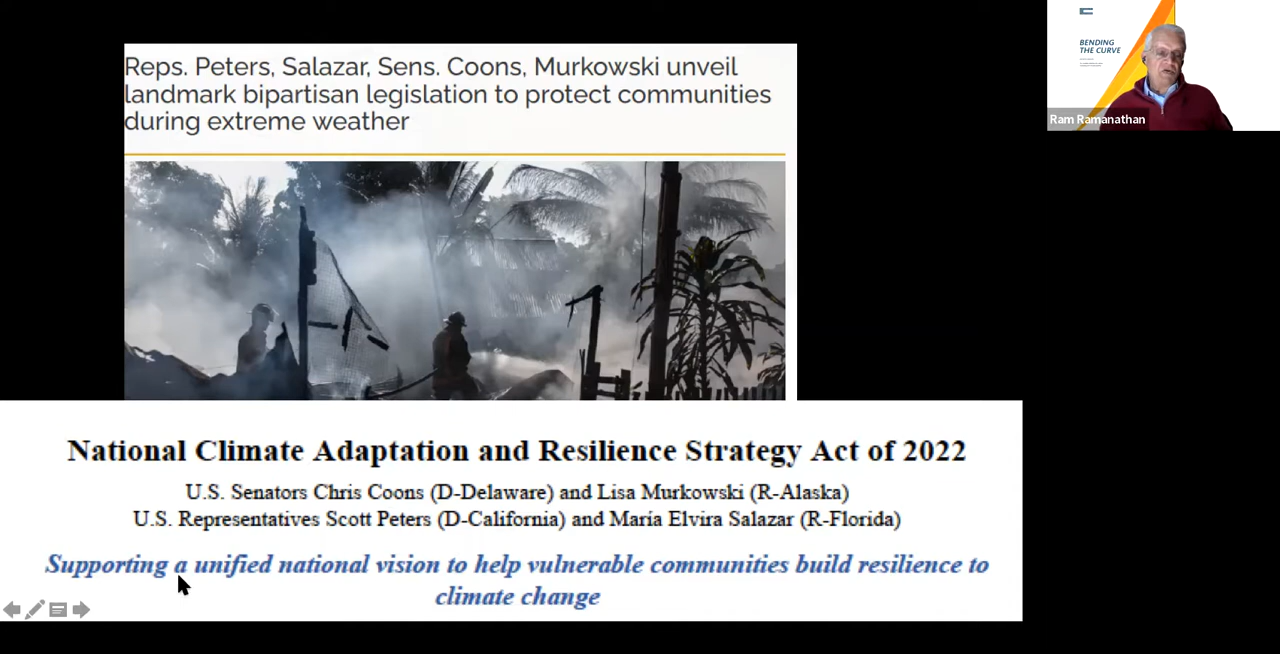 Reps. Peters, Salazar, Sens. Coons, Murkowski unveil
landmark bipartisan legislation to protect communities
during extreme weather
BENDING
THE CURVE
Ram Ramanathan
National Climate Adaptation and Resilience Strategy Act of 2022
U.S. Senators Chris Coons (D-Delaware) and Lisa Murkowski (R-Alaska)
U.S. Representatives Scott Peters (D-California) and María Elvira Salazar (R-Florida)
Supporting a unified national vision to help vulnerable communities build resilience to
climate change